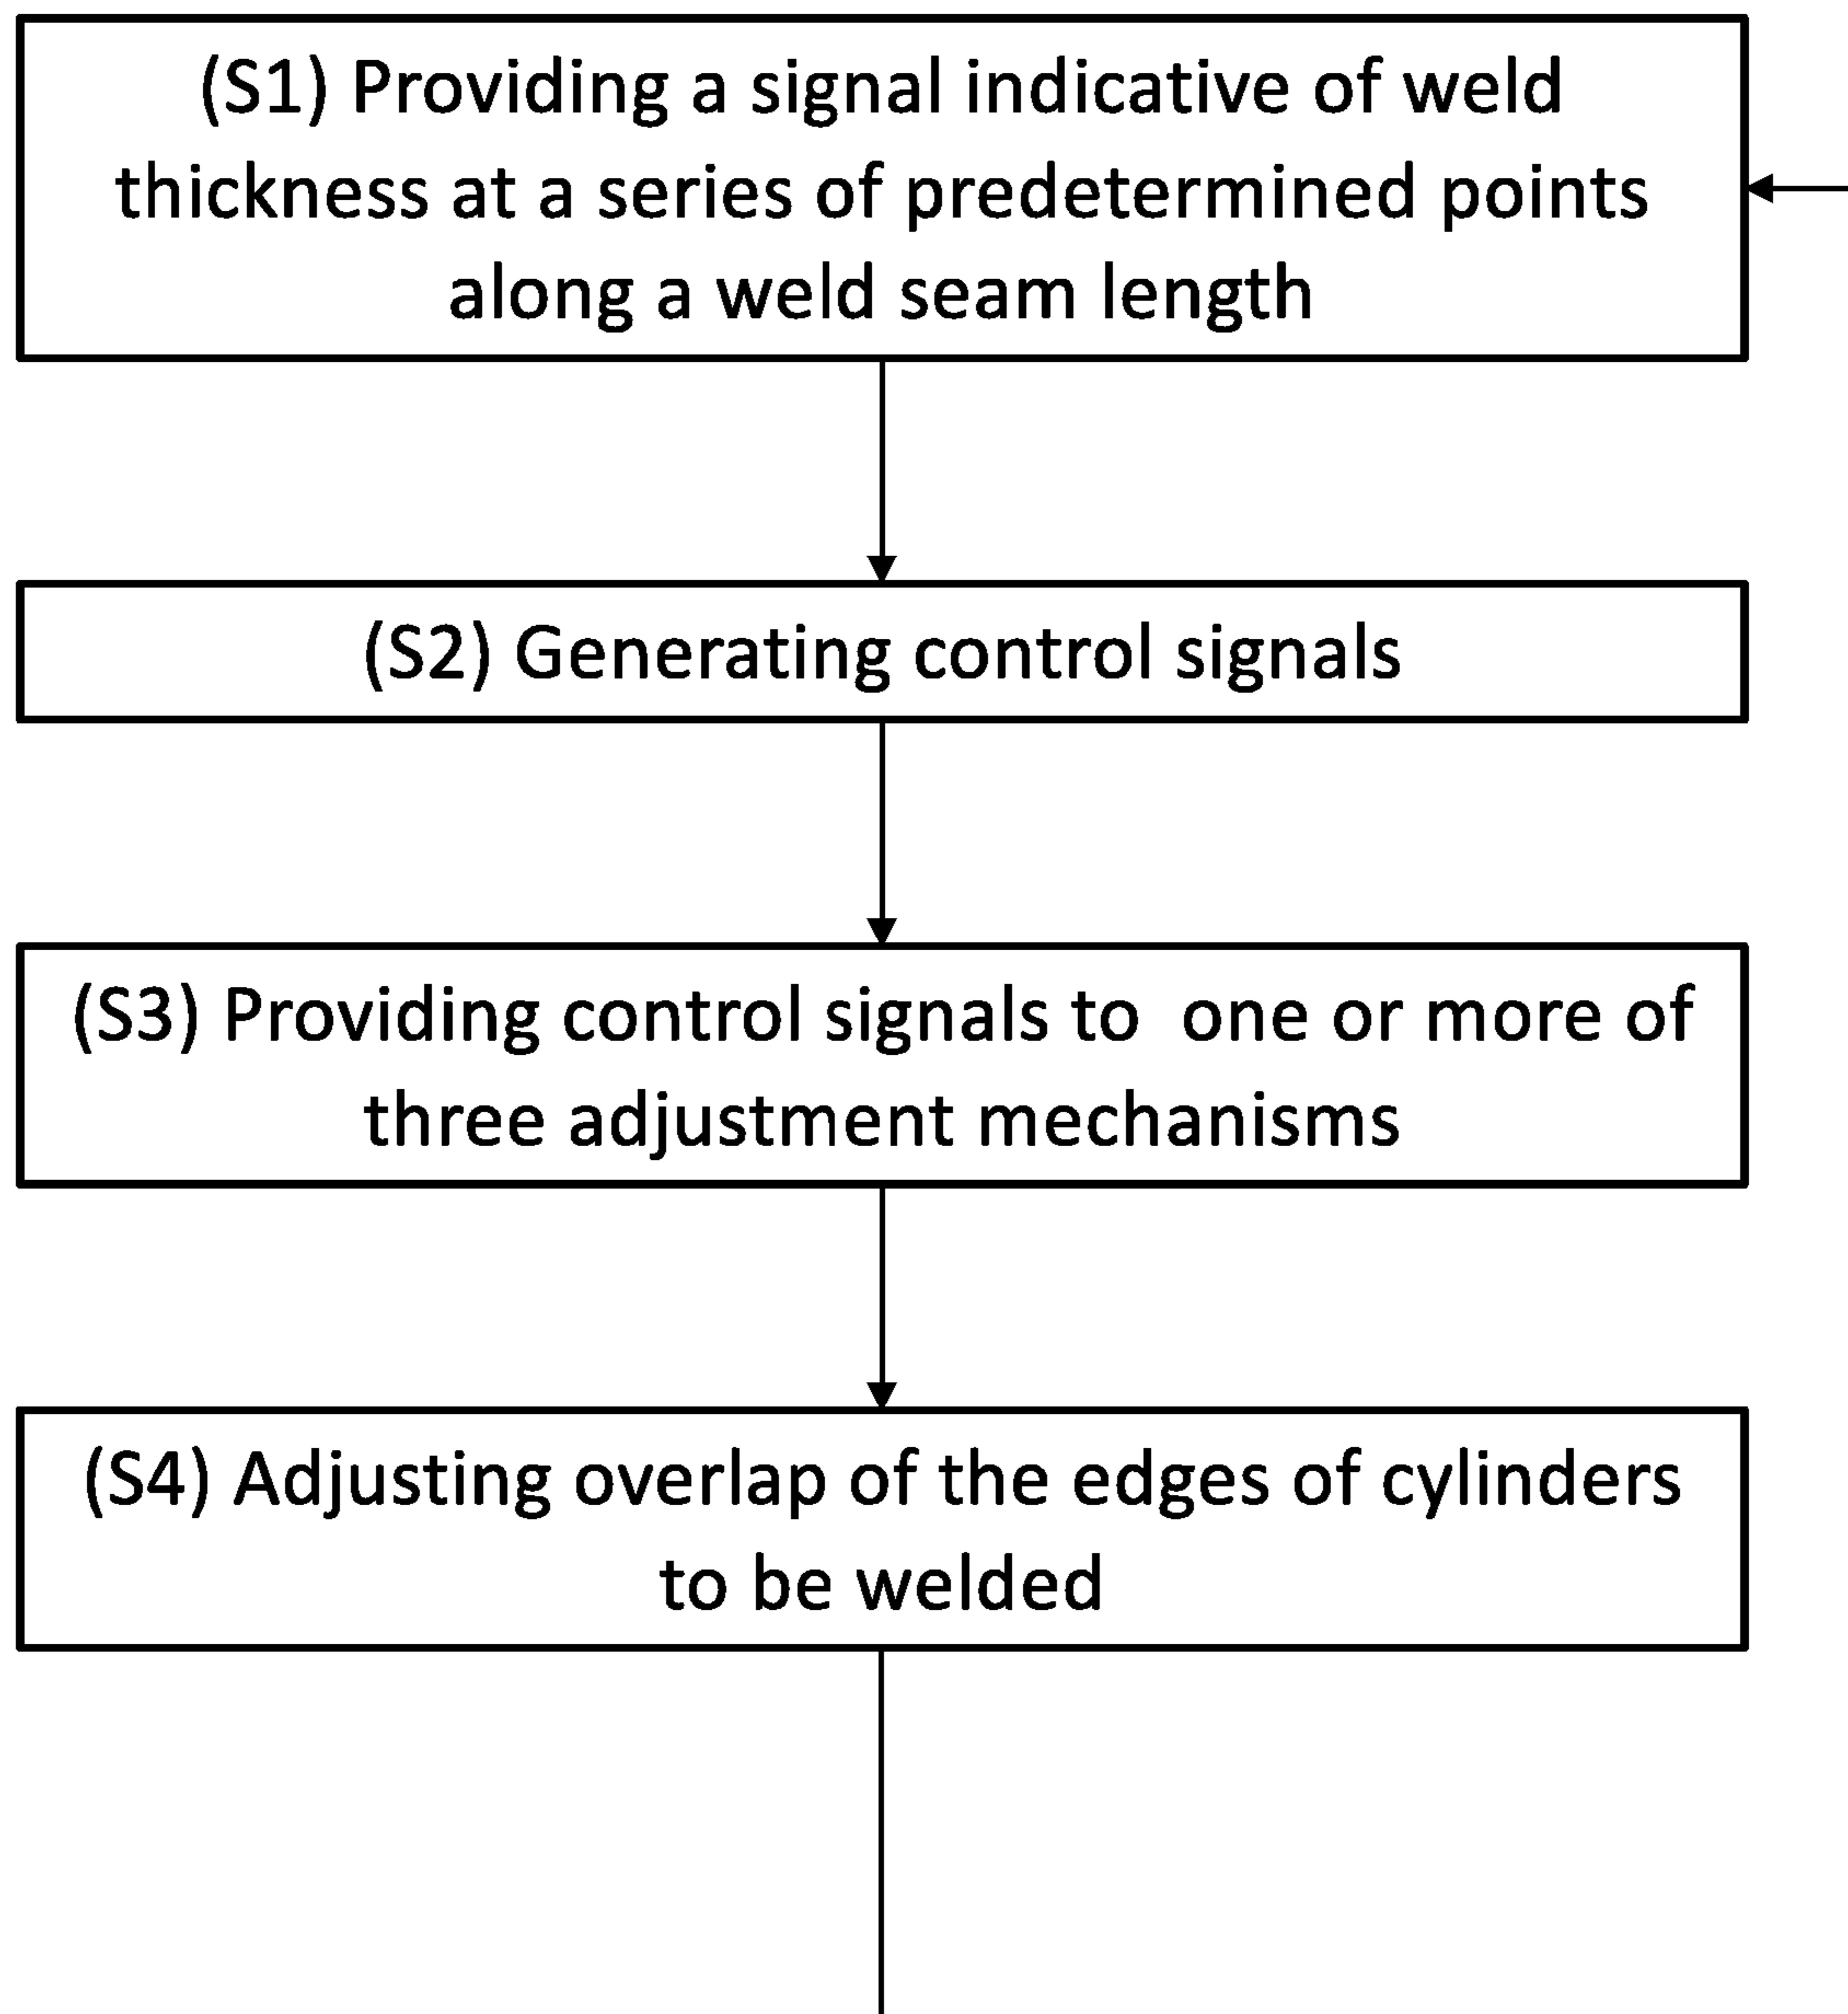 (S1) Providing a signal indicative of weld
thickness at a series of predetermined points
along a weld seam length
(S2) Generating control signals
(S3) Providing control signals to  one or more of
three adjustment mechanisms
(S4) Adjusting overlap of the edges of cylinders
to be welded